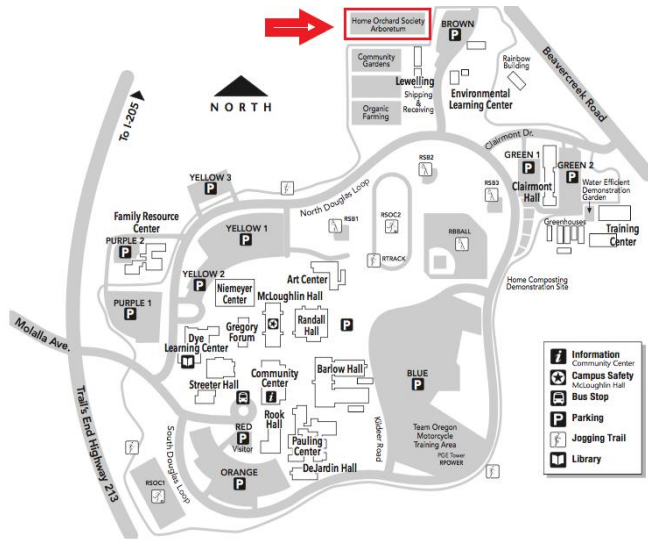 Home Orchard Society
Arboretum
BROWN
P
Community
Gardens
Lewelling
Shipping
&
Receiving
Organic
Farming
Environmental
Learning Center
Rainbow
Building
Beavercreek Road
NORTH
To I-205
Clairmont Dr.
GREEN 1
P
GREEN 2
P
Clairmont
Hall
Water Efficient
Demonstration
Garden
Greenhouses
Training
Center
Home Composting
Demonstration Site
YELLOW 3
P
North Douglas Loop
RSB2
RSB3
RSB1
RSOC2
RBBALL
RTRACK
Family Resource
Center
PURPLE 2
P
YELLOW 1
P
YELLOW 2
P
PURPLE 1
P
Niemeyer
Center
Art Center
McLoughlin Hall
Gregory
Forum
Randall
Hall
P
Dye
Learning Center
Streeter Hall
Community
Center
i
Barlow Hall
BLUE
P
Rook
Hall
RED
P
Visitor
Pauling
Center
DeJardin Hall
ORANGE
P
Kildeer Road
Team Oregon
Motorcycle
Training Area
PGE Tower
RPOWER
South Douglas Loop
RSOC1
Molalla Ave.
Trail's End Highway 213
i Information
Community Center
Campus Safety
McLoughlin Hall
Bus Stop
P Parking
Jogging Trail
Library